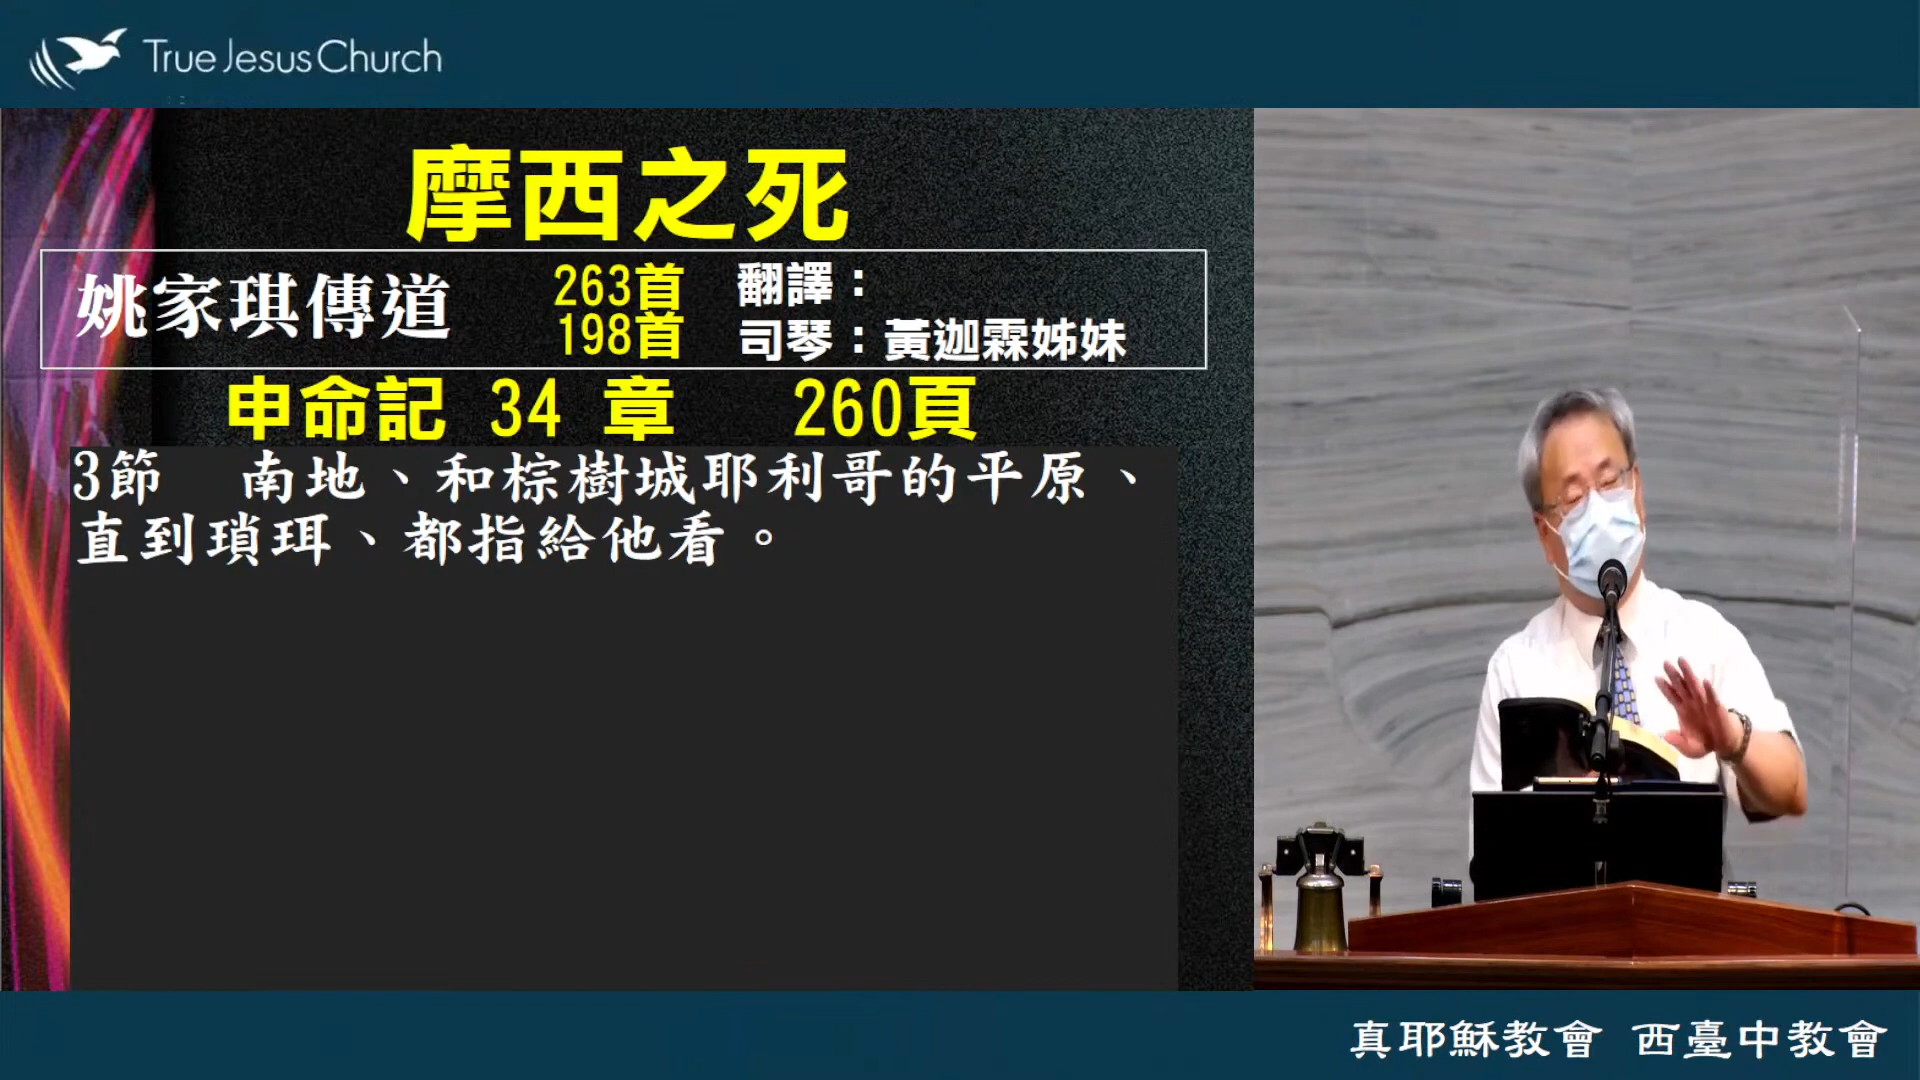 True Jesus Church
摩西之死
姚家琪傳道
263首
198首
翻譯：
司琴：黃迦霖姊妹
申命記 34 章 260頁
3節 南地、和棕樹城耶利哥的平原、
直到瑣珥、都指給他看。
真耶穌教會 西臺中教會